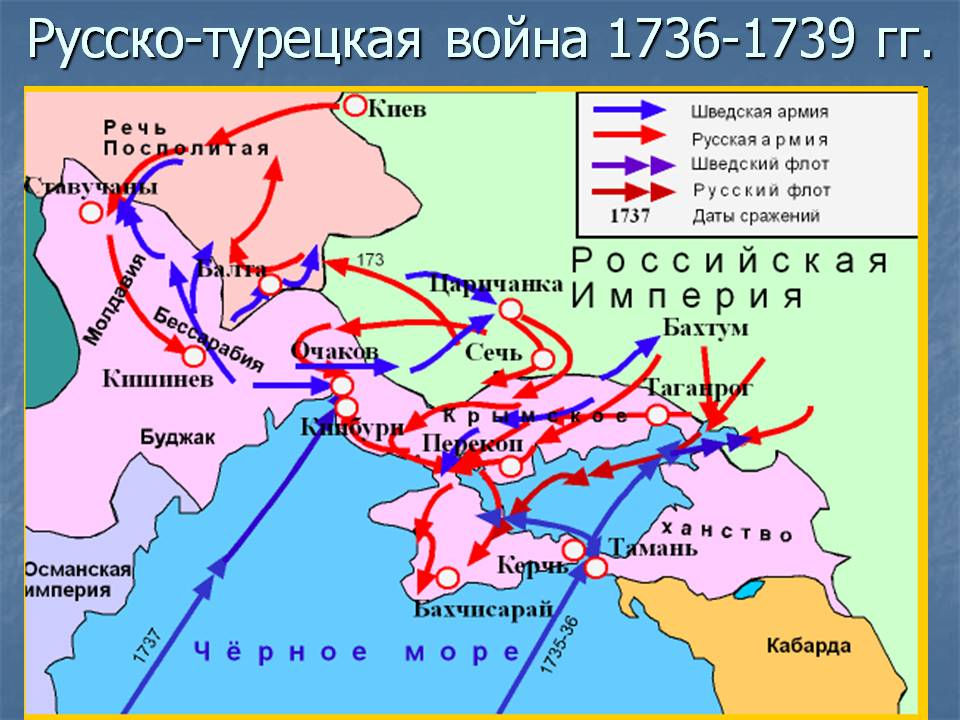 Русско-турецкая война 1736-1739 гг.
Киев
Речь
Посполитая
Шведская армия
Русская армия
Шведский флот
Русский флот
1737 Даты сражений
Ставучаны
Российская
Империя
173
Балта
Царичанка
Молдавия
Бессарабия
Бахтум
Очаков
Сечь
Кишинев
Таганрог
Крымское
Кинбурн
Буджак
Перекоп
ханство
Тамань
Керчь
Османская
империя
Бахчисарай
1737
Чёрное море
1735-36
Кабарда